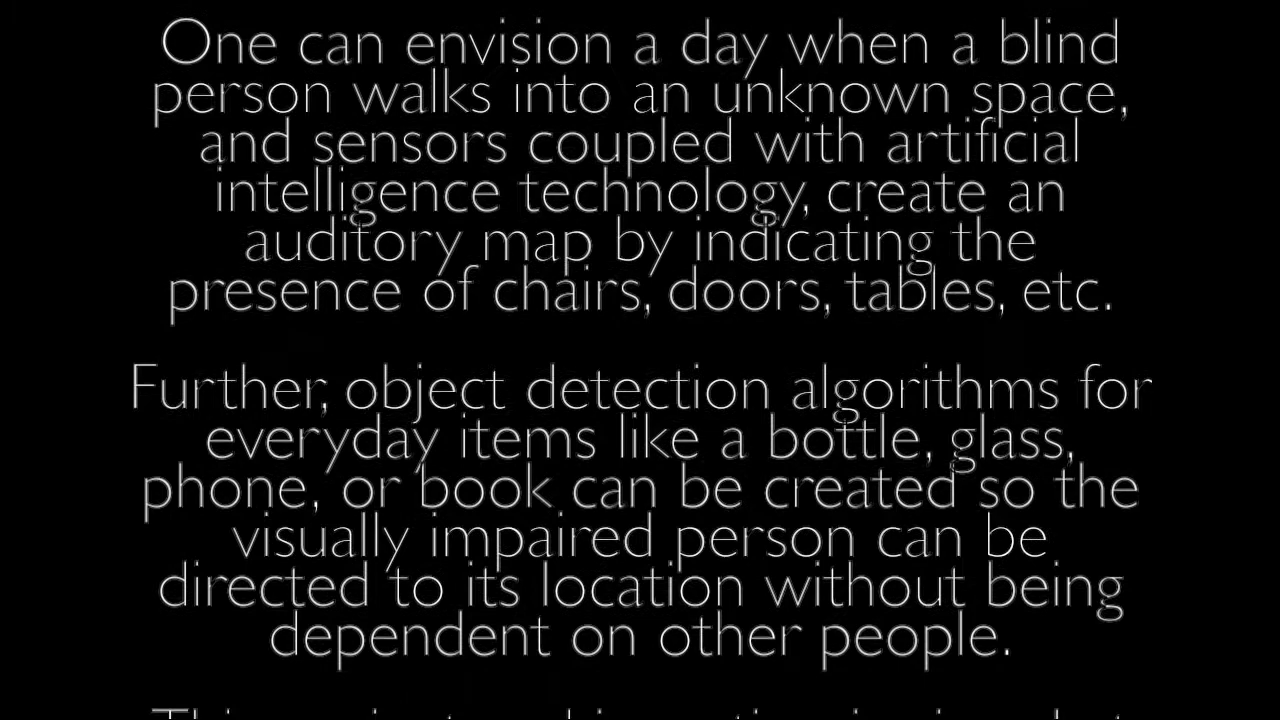 One can envision a day when a blind
person walks into an unknown space,
and sensors coupled with artificial
intelligence technology, create an
auditory map by indicating the
presence of chairs, doors, tables, etc.
Further, object detection algorithms for
everyday items like a bottle, glass,
phone, or book can be created so the
visually impaired person can be
directed to its location without being
dependent on other people.